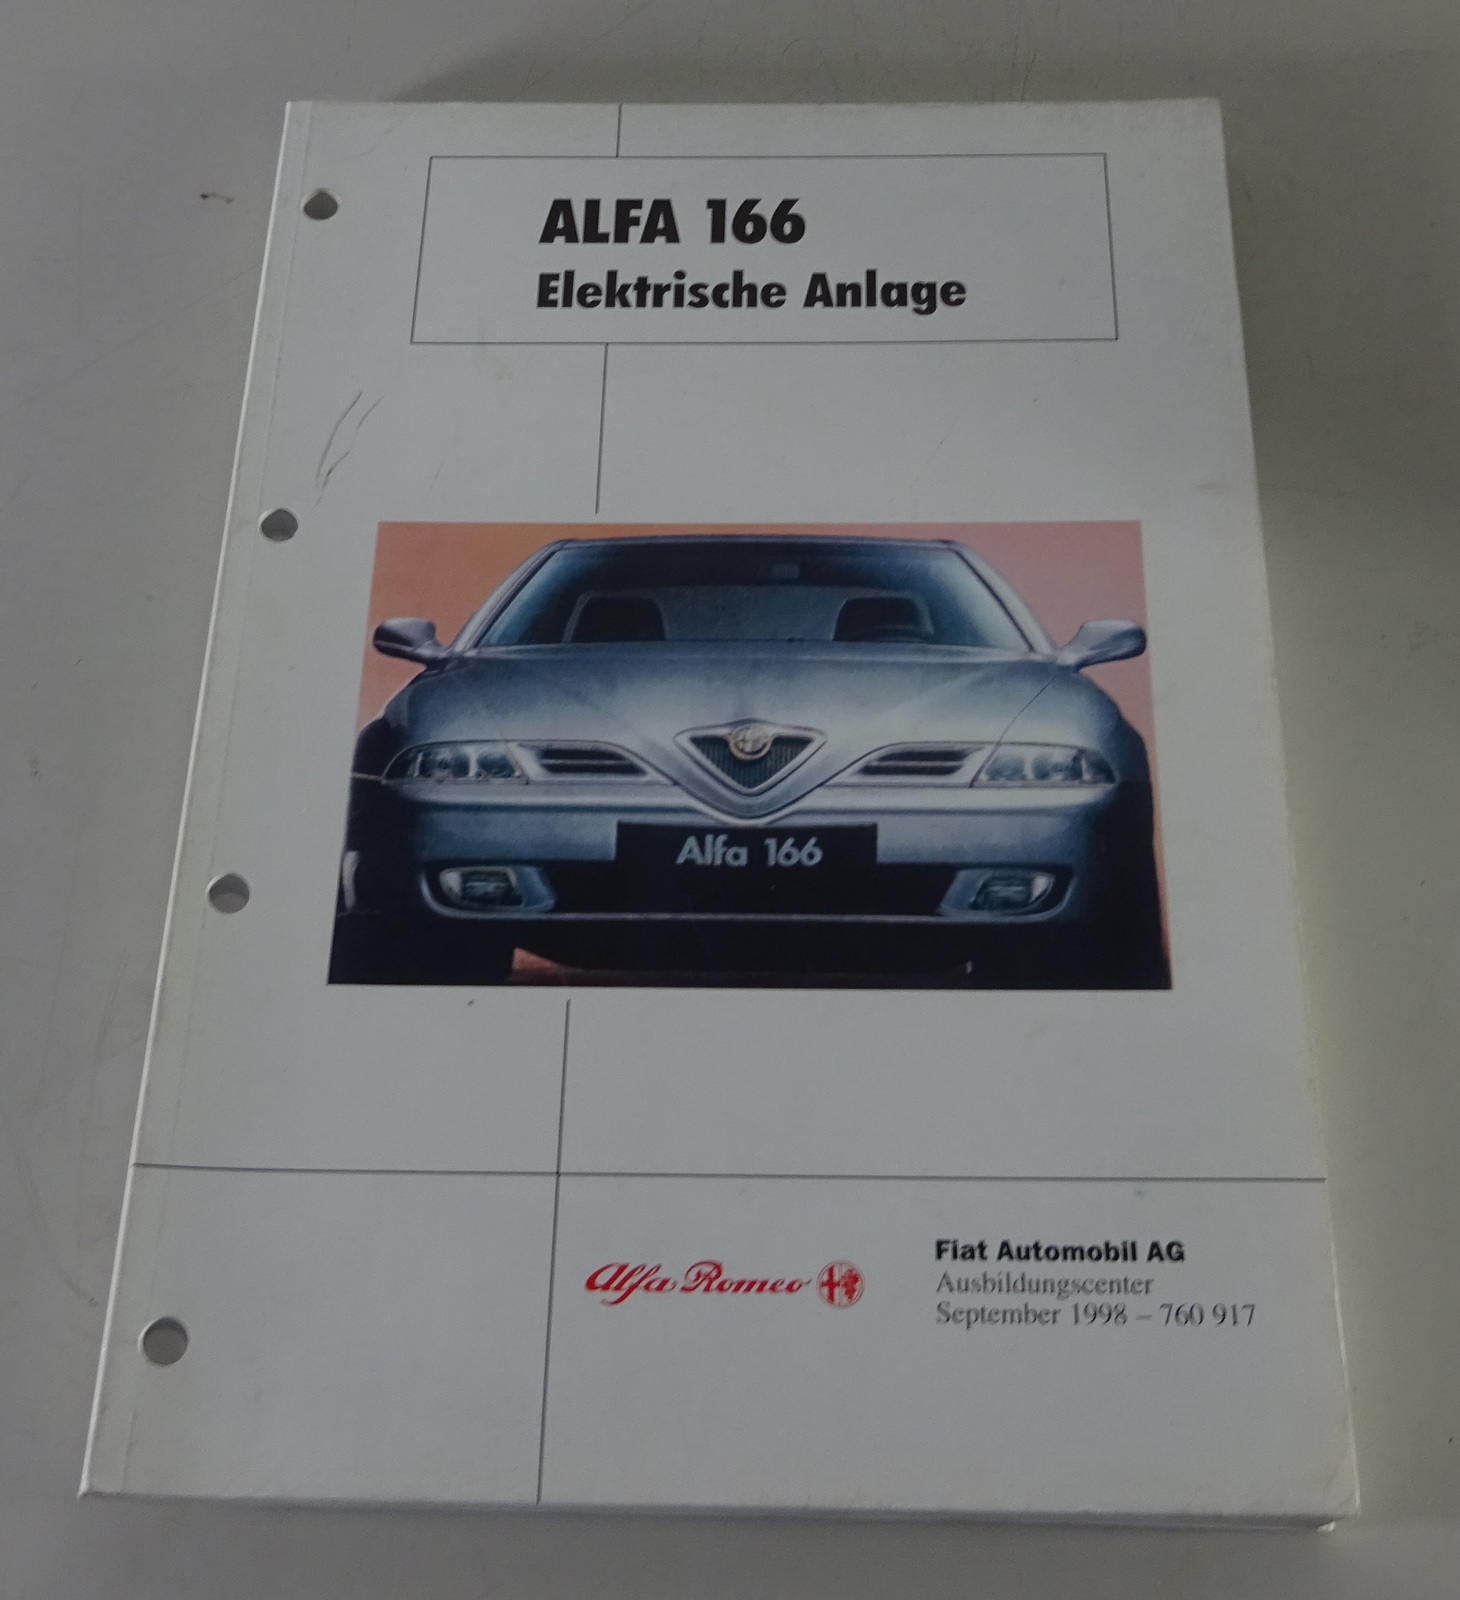 ALFA 166
Elektrische Anlage
Alfa 166
Alfa Romeo
Fiat Automobil AG
Ausbildungscenter
September 1998 – 760 917